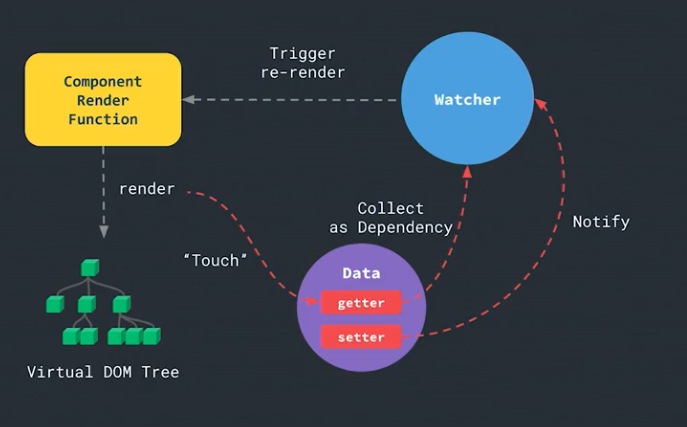 Trigger
re-render
Component
Render
Function
Watcher
render
Collect
as Dependency
Notify
“Touch”
Data
getter
setter
Virtual DOM Tree